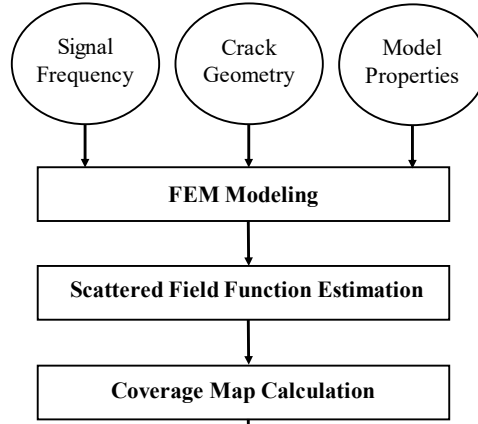 Signal
Frequency
Crack
Geometry
Model
Properties
FEM Modeling
Scattered Field Function Estimation
Coverage Map Calculation